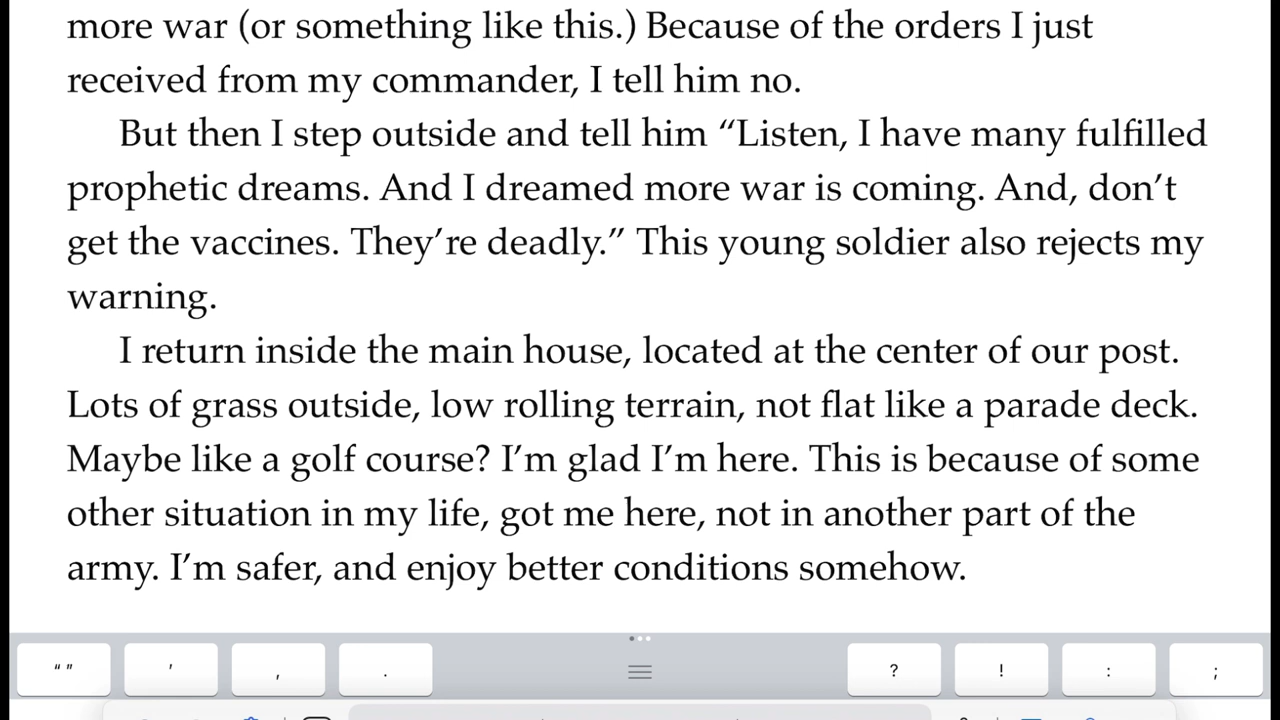 more war (or something like this.) Because of the orders I just
received from my commander, I tell him no.
But then I step outside and tell him “Listen, I have many fulfilled
prophetic dreams. And I dreamed more war is coming. And, don’t
get the vaccines. They’re deadly.” This young soldier also rejects my
warning.
I return inside the main house, located at the center of our post.
Lots of grass outside, low rolling terrain, not flat like a parade deck.
Maybe like a golf course? I’m glad I’m here. This is because of some
other situation in my life, got me here, not in another part of the
army. I’m safer, and enjoy better conditions somehow.
“ ” ’ , . ? ! : ;